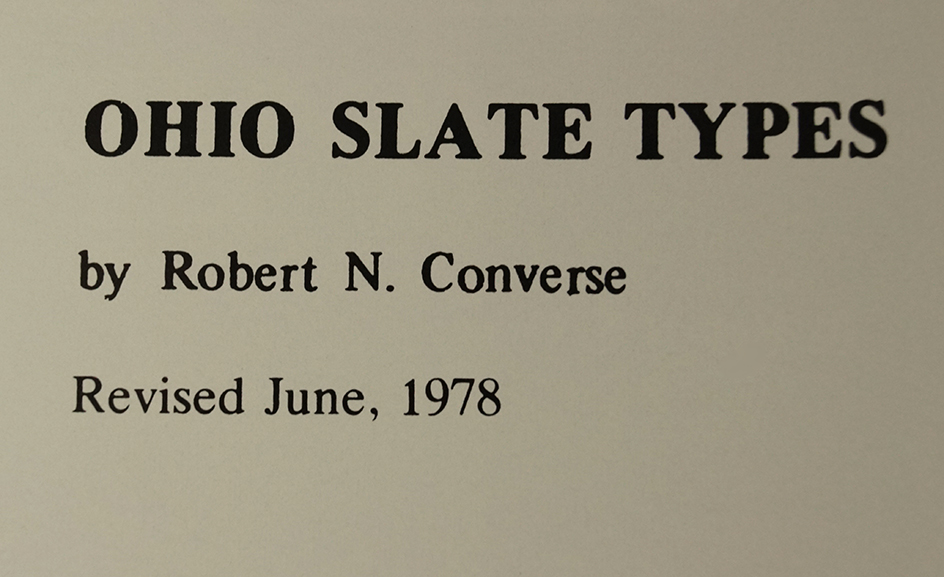 OHIO SLATE TYPES
by Robert N. Converse
Revised June, 1978